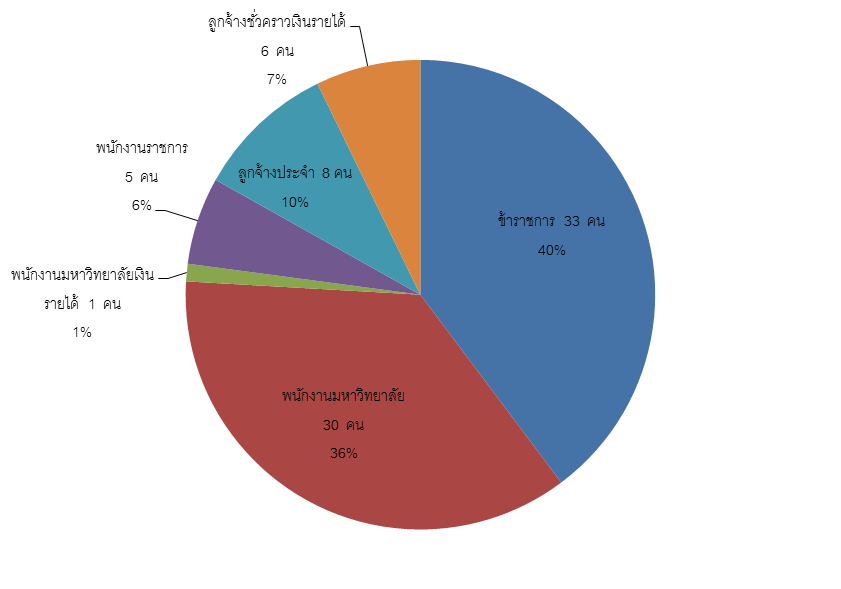 ลูกจ้างชั่วคราวเงินรายได้
6 คน
7%
พนักงานราชการ
5 คน
6%
ลูกจ้างประจำ 8 คน
10%
ข้าราชการ 33 คน
40%
พนักงานมหาวิทยาลัยเงิน
รายได้ 1 คน
1%
พนักงานมหาวิทยาลัย
30 คน
36%